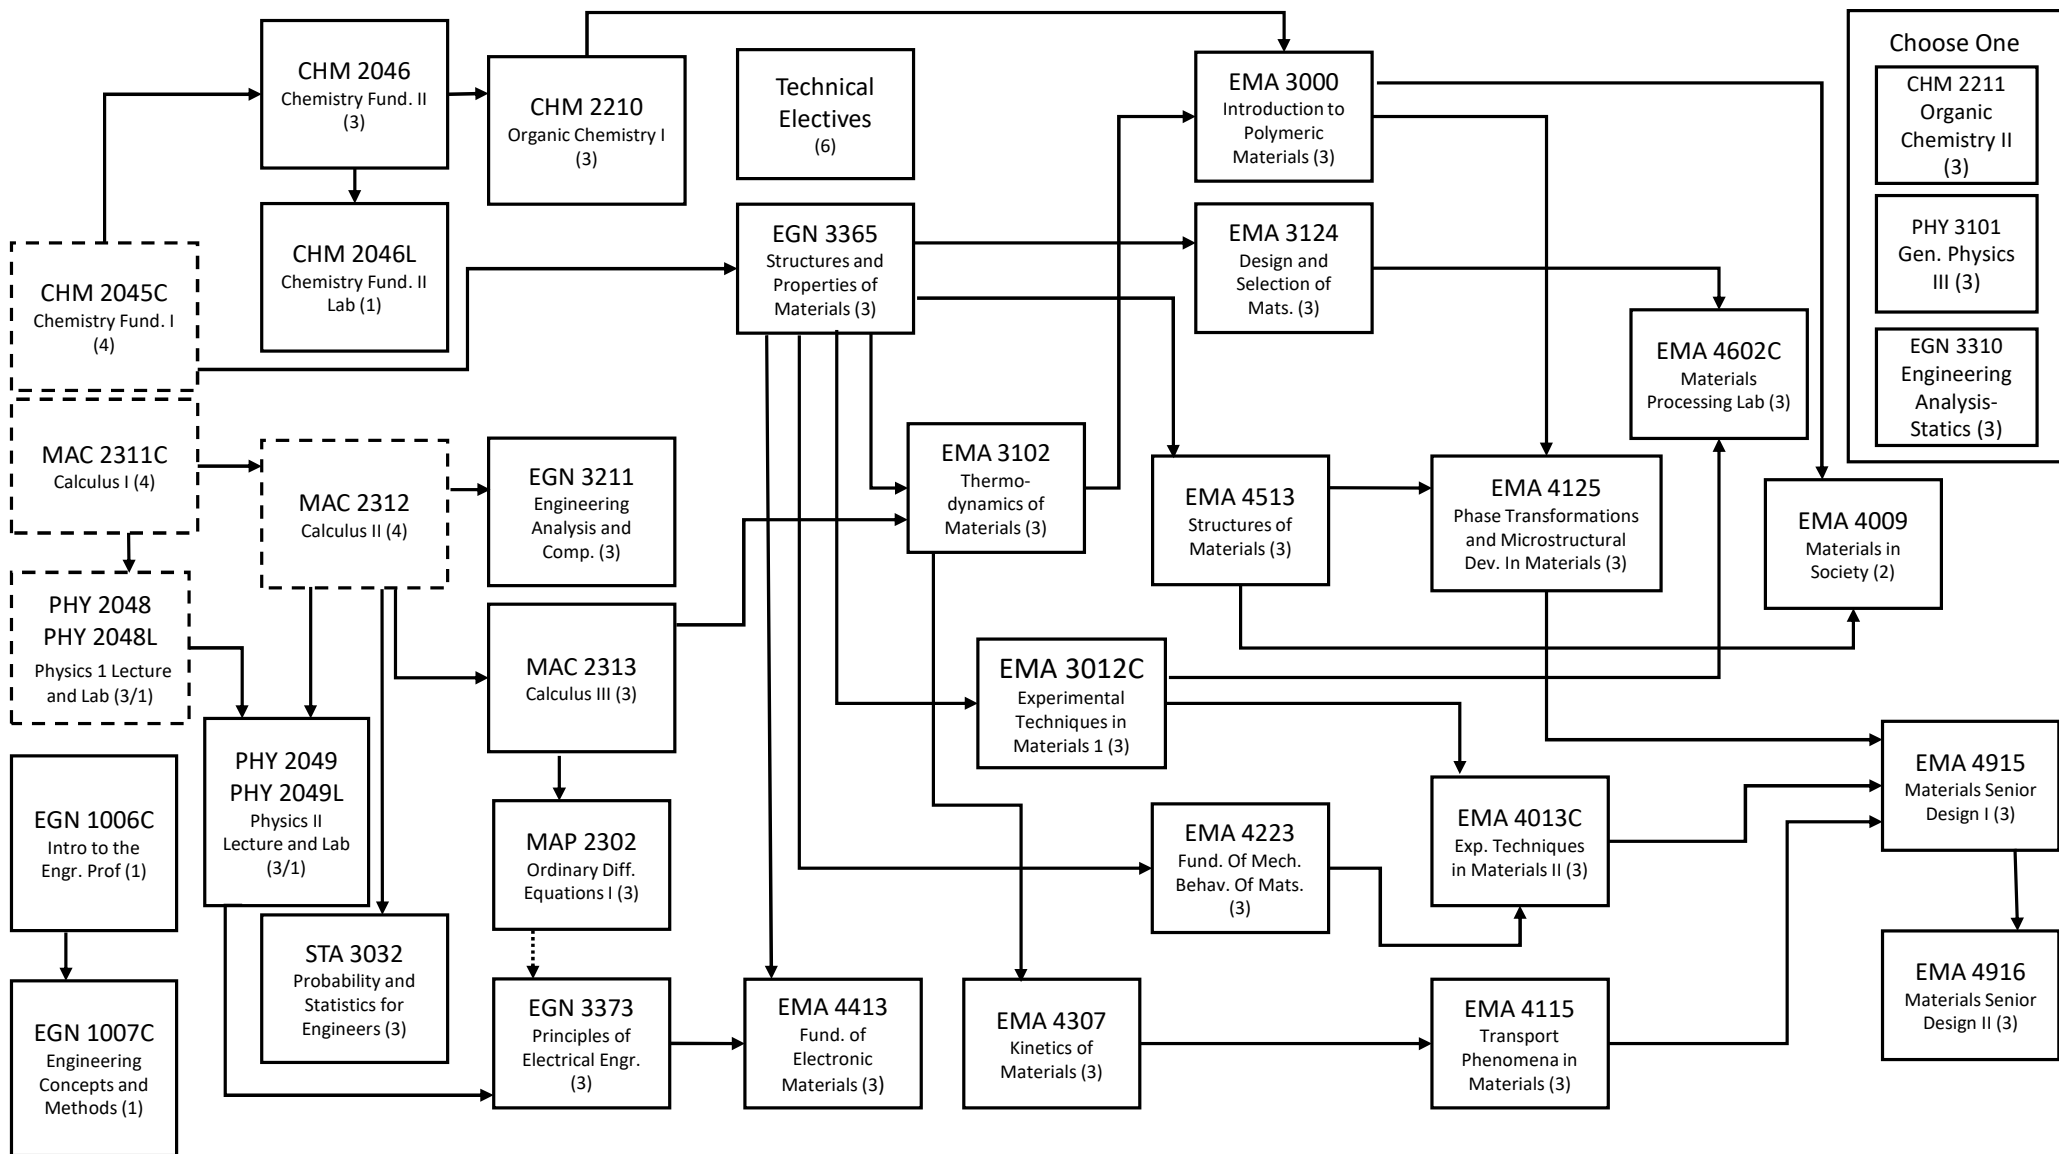 CHM 2046
Chemistry Fund. II
(3)
CHM 2210
Organic Chemistry I
(3)
Technical
Electives
(6)
EMA 3000
Introduction to
Polymeric
Materials (3)
Choose One
CHM 2211
Organic
Chemistry II
(3)
PHY 3101
Gen. Physics
III (3)
EGN 3310
Engineering
Analysis-
Statics (3)
CHM 2045C
Chemistry Fund. I
(4)
CHM 2046L
Chemistry Fund. II
Lab (1)
EGN 3365
Structures and
Properties of
Materials (3)
EMA 3124
Design and
Selection of
Mats. (3)
EMA 4602C
Materials
Processing Lab (3)
MAC 2311C
Calculus I (4)
MAC 2312
Calculus II (4)
EGN 3211
Engineering
Analysis and
Comp. (3)
EMA 3102
Thermo-
dynamics of
Materials (3)
EMA 4513
Structures of
Materials (3)
EMA 4125
Phase Transformations
and Microstructural
Dev. In Materials (3)
EMA 4009
Materials in
Society (2)
PHY 2048
PHY 2048L
Physics 1 Lecture
and Lab (3/1)
MAC 2313
Calculus III (3)
EMA 3012C
Experimental
Techniques in
Materials 1 (3)
EGN 1006C
Intro to the
Engr. Prof (1)
PHY 2049
PHY 2049L
Physics II
Lecture and Lab
(3/1)
MAP 2302
Ordinary Diff.
Equations I (3)
EMA 4223
Fund. Of Mech.
Behav. Of Mats.
(3)
EMA 4013C
Exp. Techniques
in Materials II (3)
EMA 4915
Materials Senior
Design I (3)
EGN 1007C
Engineering
Concepts and
Methods (1)
STA 3032
Probability and
Statistics for
Engineers (3)
EGN 3373
Principles of
Electrical Engr.
(3)
EMA 4413
Fund. of
Electronic
Materials (3)
EMA 4307
Kinetics of
Materials (3)
EMA 4115
Transport
Phenomena in
Materials (3)
EMA 4916
Materials Senior
Design II (3)